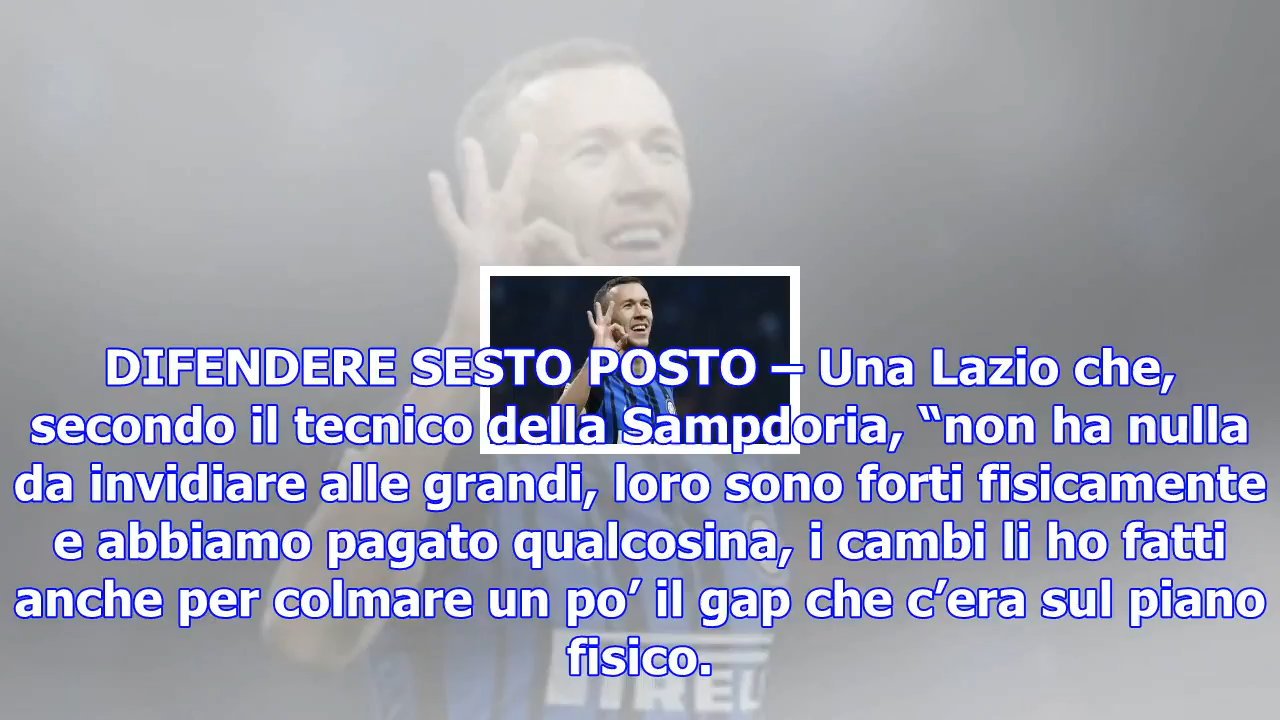 DIFENDERE SESTO POSTO – Una Lazio che,
secondo il tecnico della Sampdoria, “non ha nulla
da invidiare alle grandi, loro sono forti fisicamente
e abbiamo pagato qualcosina, i cambi li ho fatti
anche per colmare un po’ il gap che c’era sul piano
fisico.
PIRELLI